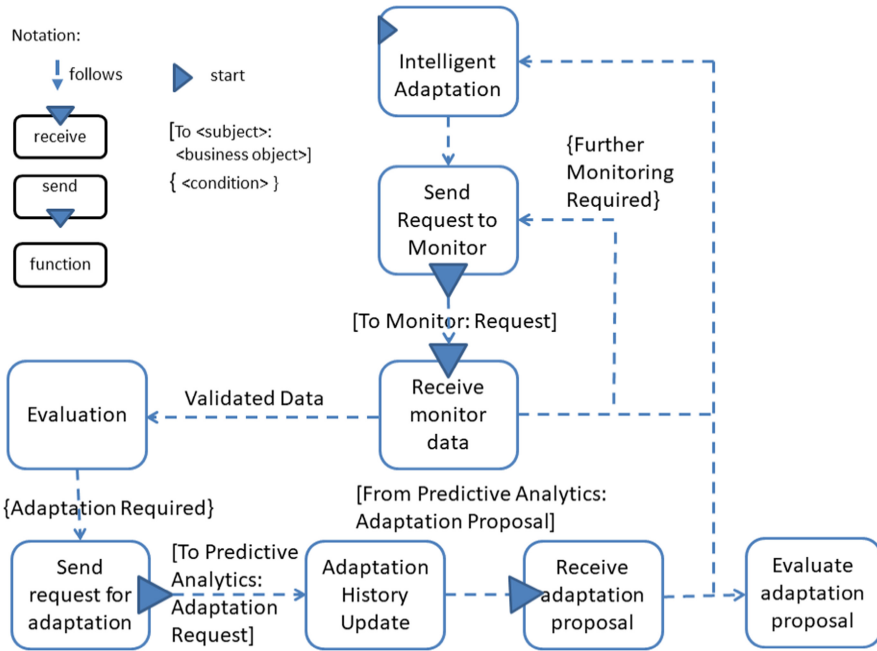 Notation:
follows
start
receive
[To <subject>:
<business object>]
send
{ <condition> }
function
Intelligent
Adaptation
{Further
Monitoring
Required}
Send
Request to
Monitor
[To Monitor: Request]
Receive
monitor
data
Validated Data
Evaluation
{Adaptation Required}
[From Predictive Analytics:
Adaptation Proposal]
Send
request for
adaptation
[To Predictive
Analytics:
Adaptation
Request]
Adaptation
History
Update
Receive
adaptation
proposal
Evaluate
adaptation
proposal